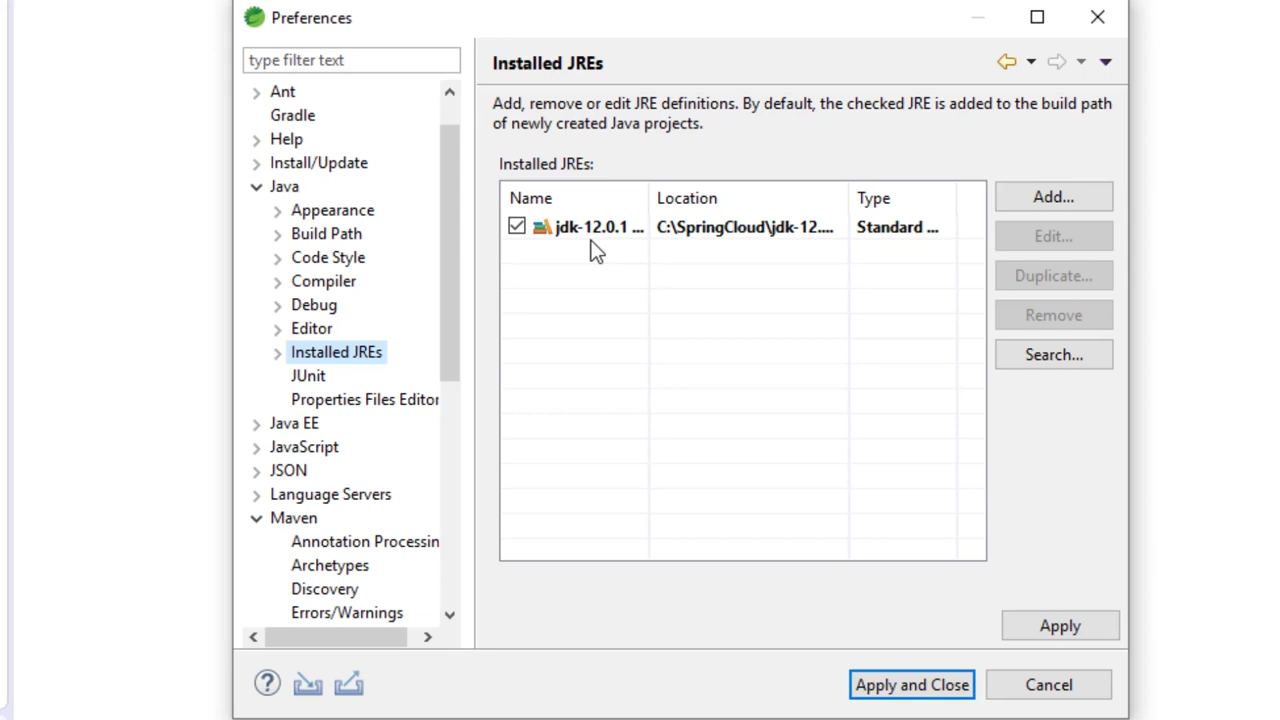 Preferences
type filter text
Ant
Gradle
Help
Install/Update
Java
Appearance
Build Path
Code Style
Compiler
Debug
Editor
Installed JREs
JUnit
Properties Files Editor
Java EE
JavaScript
JSON
Language Servers
Maven
Annotation Processin
Archetypes
Discovery
Errors/Warnings
Installed JREs
Add, remove or edit JRE definitions. By default, the checked JRE is added to the build path
of newly created Java projects.
Installed JREs:
Name Location Type
jdk-12.0.1 ... C:\SpringCloud\jdk-12.... Standard ...
Add...
Edit...
Duplicate...
Remove
Search...
Apply
? Apply and Close Cancel